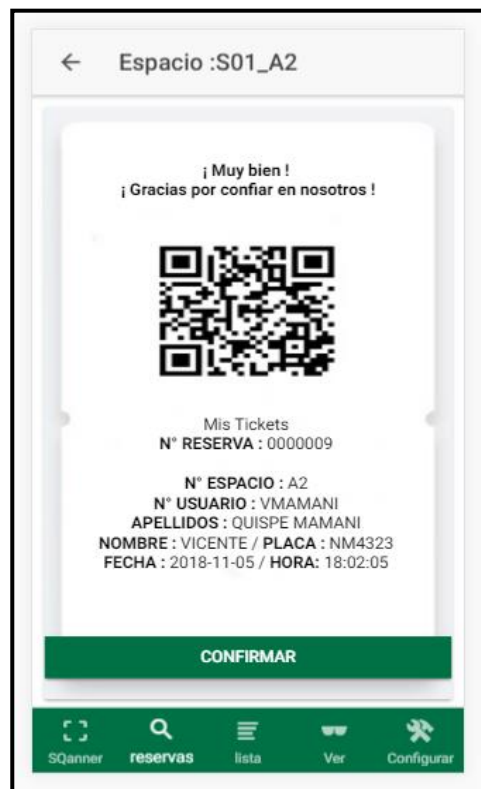 Espacio :S01_A2
¡ Muy bien !
¡ Gracias por confiar en nosotros !
Mis Tickets
N° RESERVA : 0000009
N° ESPACIO : A2
N° USUARIO : VMAMANI
APELLIDOS : QUISPE MAMANI
NOMBRE : VICENTE / PLACA : NM4323
FECHA : 2018-11-05 / HORA: 18:02:05
CONFIRMAR
SQanner reservas lista Ver Configurar